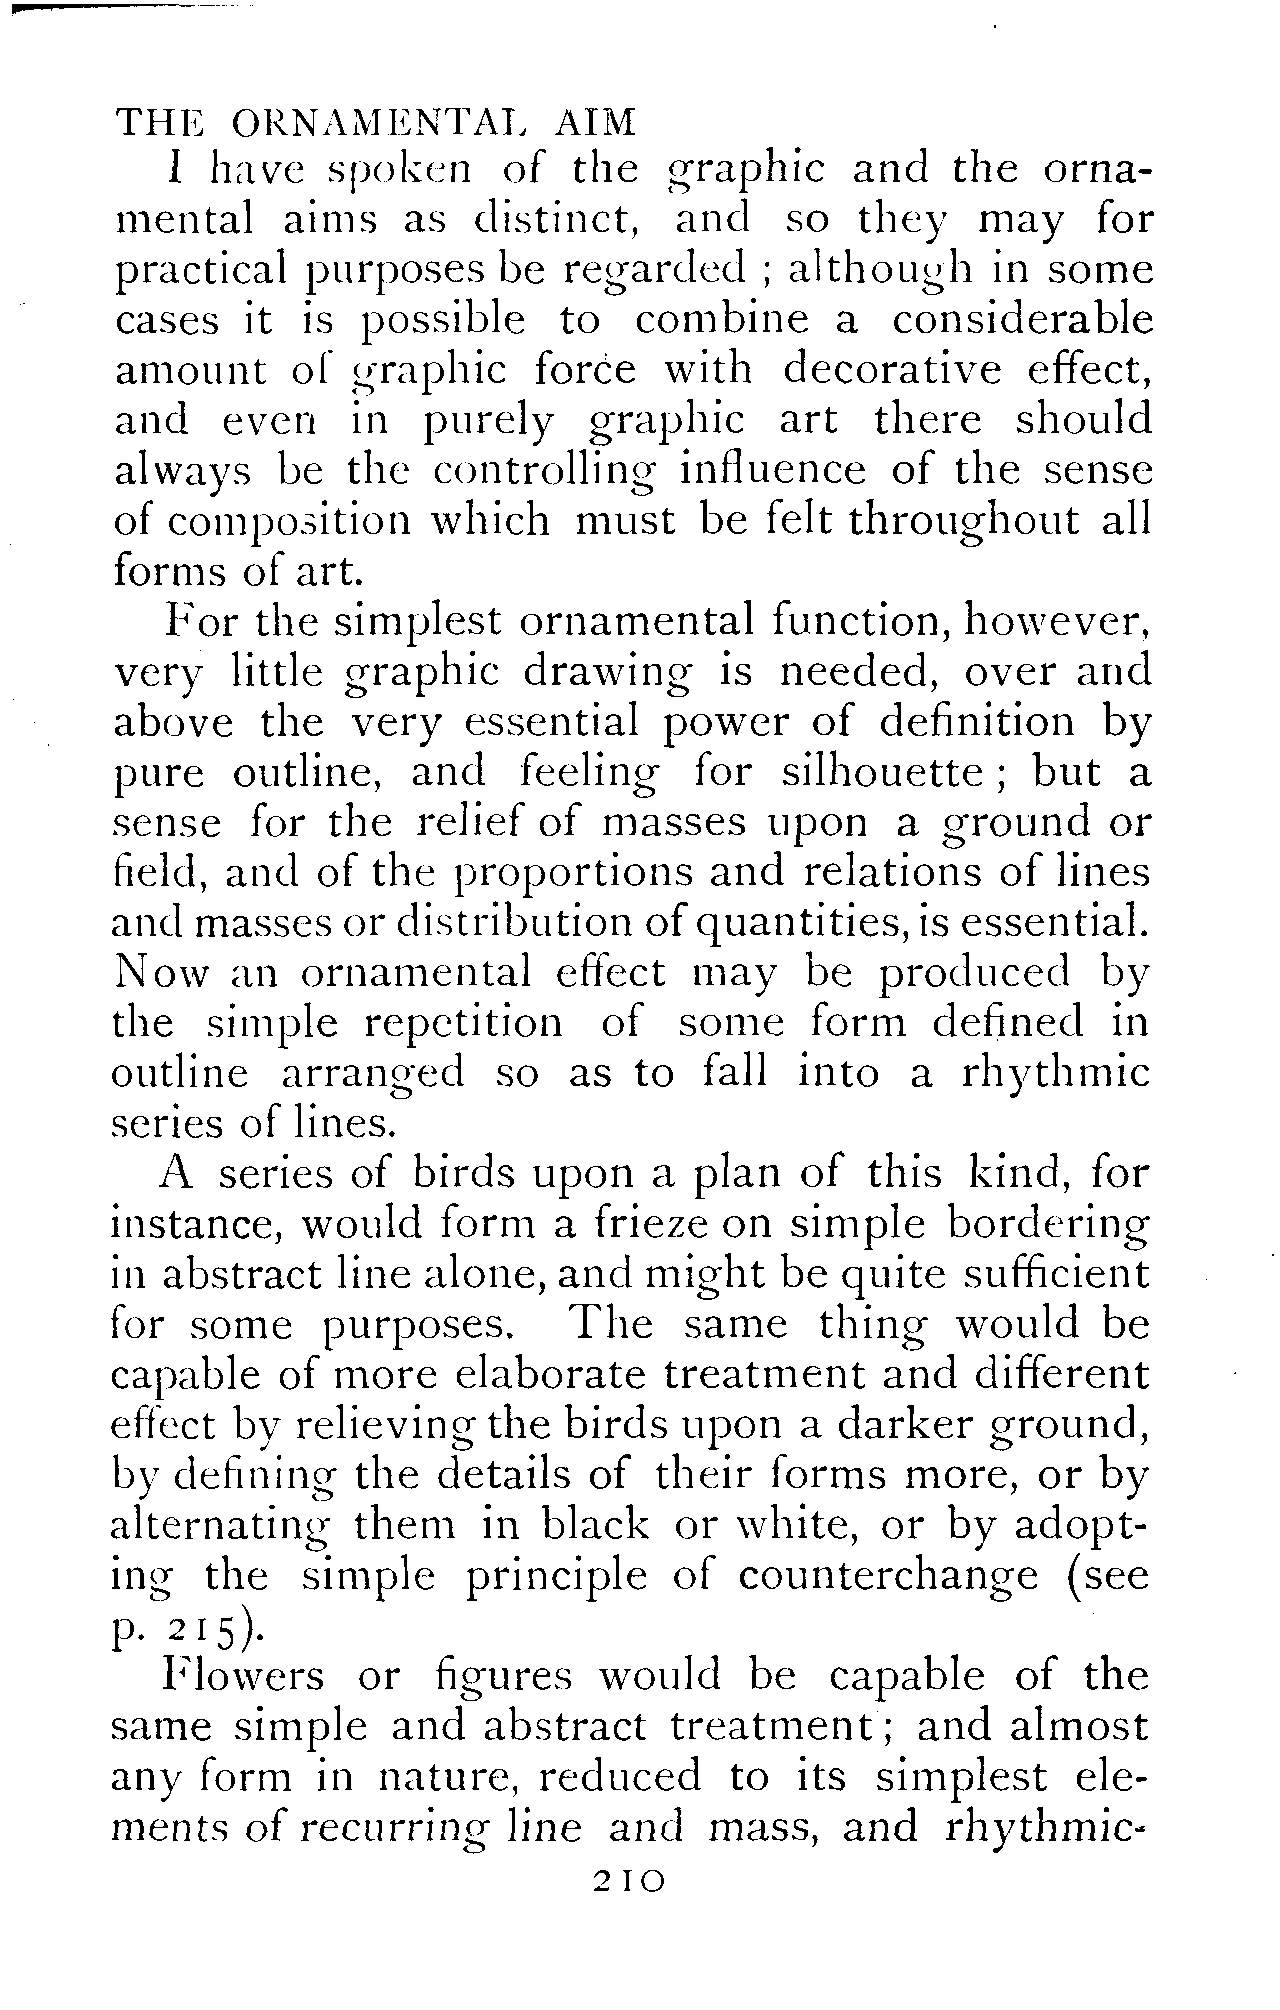 THE ORNAMENTAL AIM
I have spoken of the graphic and the orna-
mental aims as distinct, and so they may for
practical purposes be regarded ; although in some
cases it is possible to combine a considerable
amount of graphic force with decorative effect,
and even in purely graphic art there should
always be the controlling influence of the sense
of composition which must be felt throughout all
forms of art.
For the simplest ornamental function, however,
very little graphic drawing is needed, over and
above the very essential power of definition by
pure outline, and feeling for silhouette ; but a
sense for the relief of masses upon a ground or
field, and of the proportions and relations of lines
and masses or distribution of quantities, is essential.
Now an ornamental effect may be produced by
the simple repetition of some form defined in
outline arranged so as to fall into a rhythmic
series of lines.
A series of birds upon a plan of this kind, for
instance, would form a frieze on simple bordering
in abstract line alone, and might be quite sufficient
for some purposes. The same thing would be
capable of more elaborate treatment and different
effect by relieving the birds upon a darker ground,
by defining the details of their forms more, or by
alternating them in black or white, or by adopt-
ing the simple principle of counterchange (see
p. 215).
Flowers or figures would be capable of the
same simple and abstract treatment ; and almost
any form in nature, reduced to its simplest ele-
ments of recurring line and mass, and rhythmic-
210